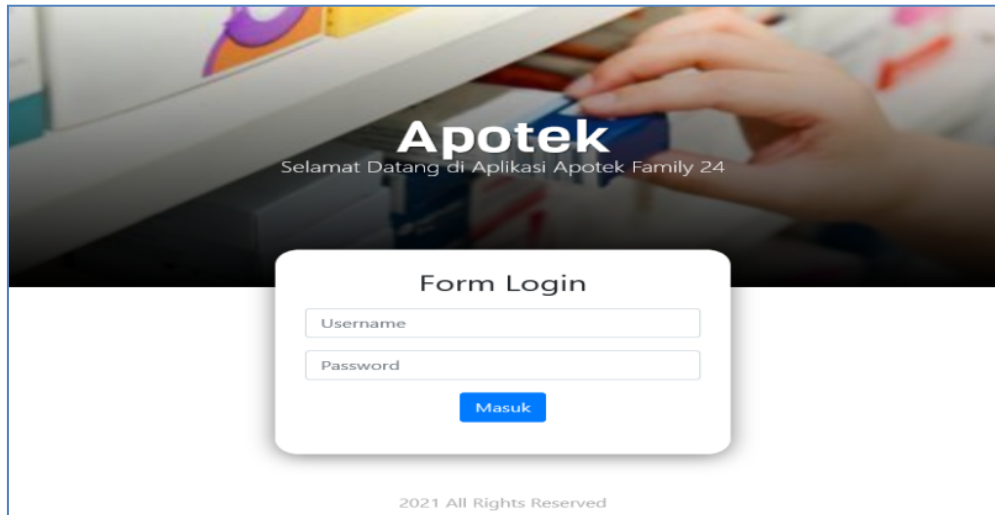 Apotek
Selamat Datang di Aplikasi Apotek Family 24
Form Login
Username
Password
Masuk
2021 All Rights Reserved